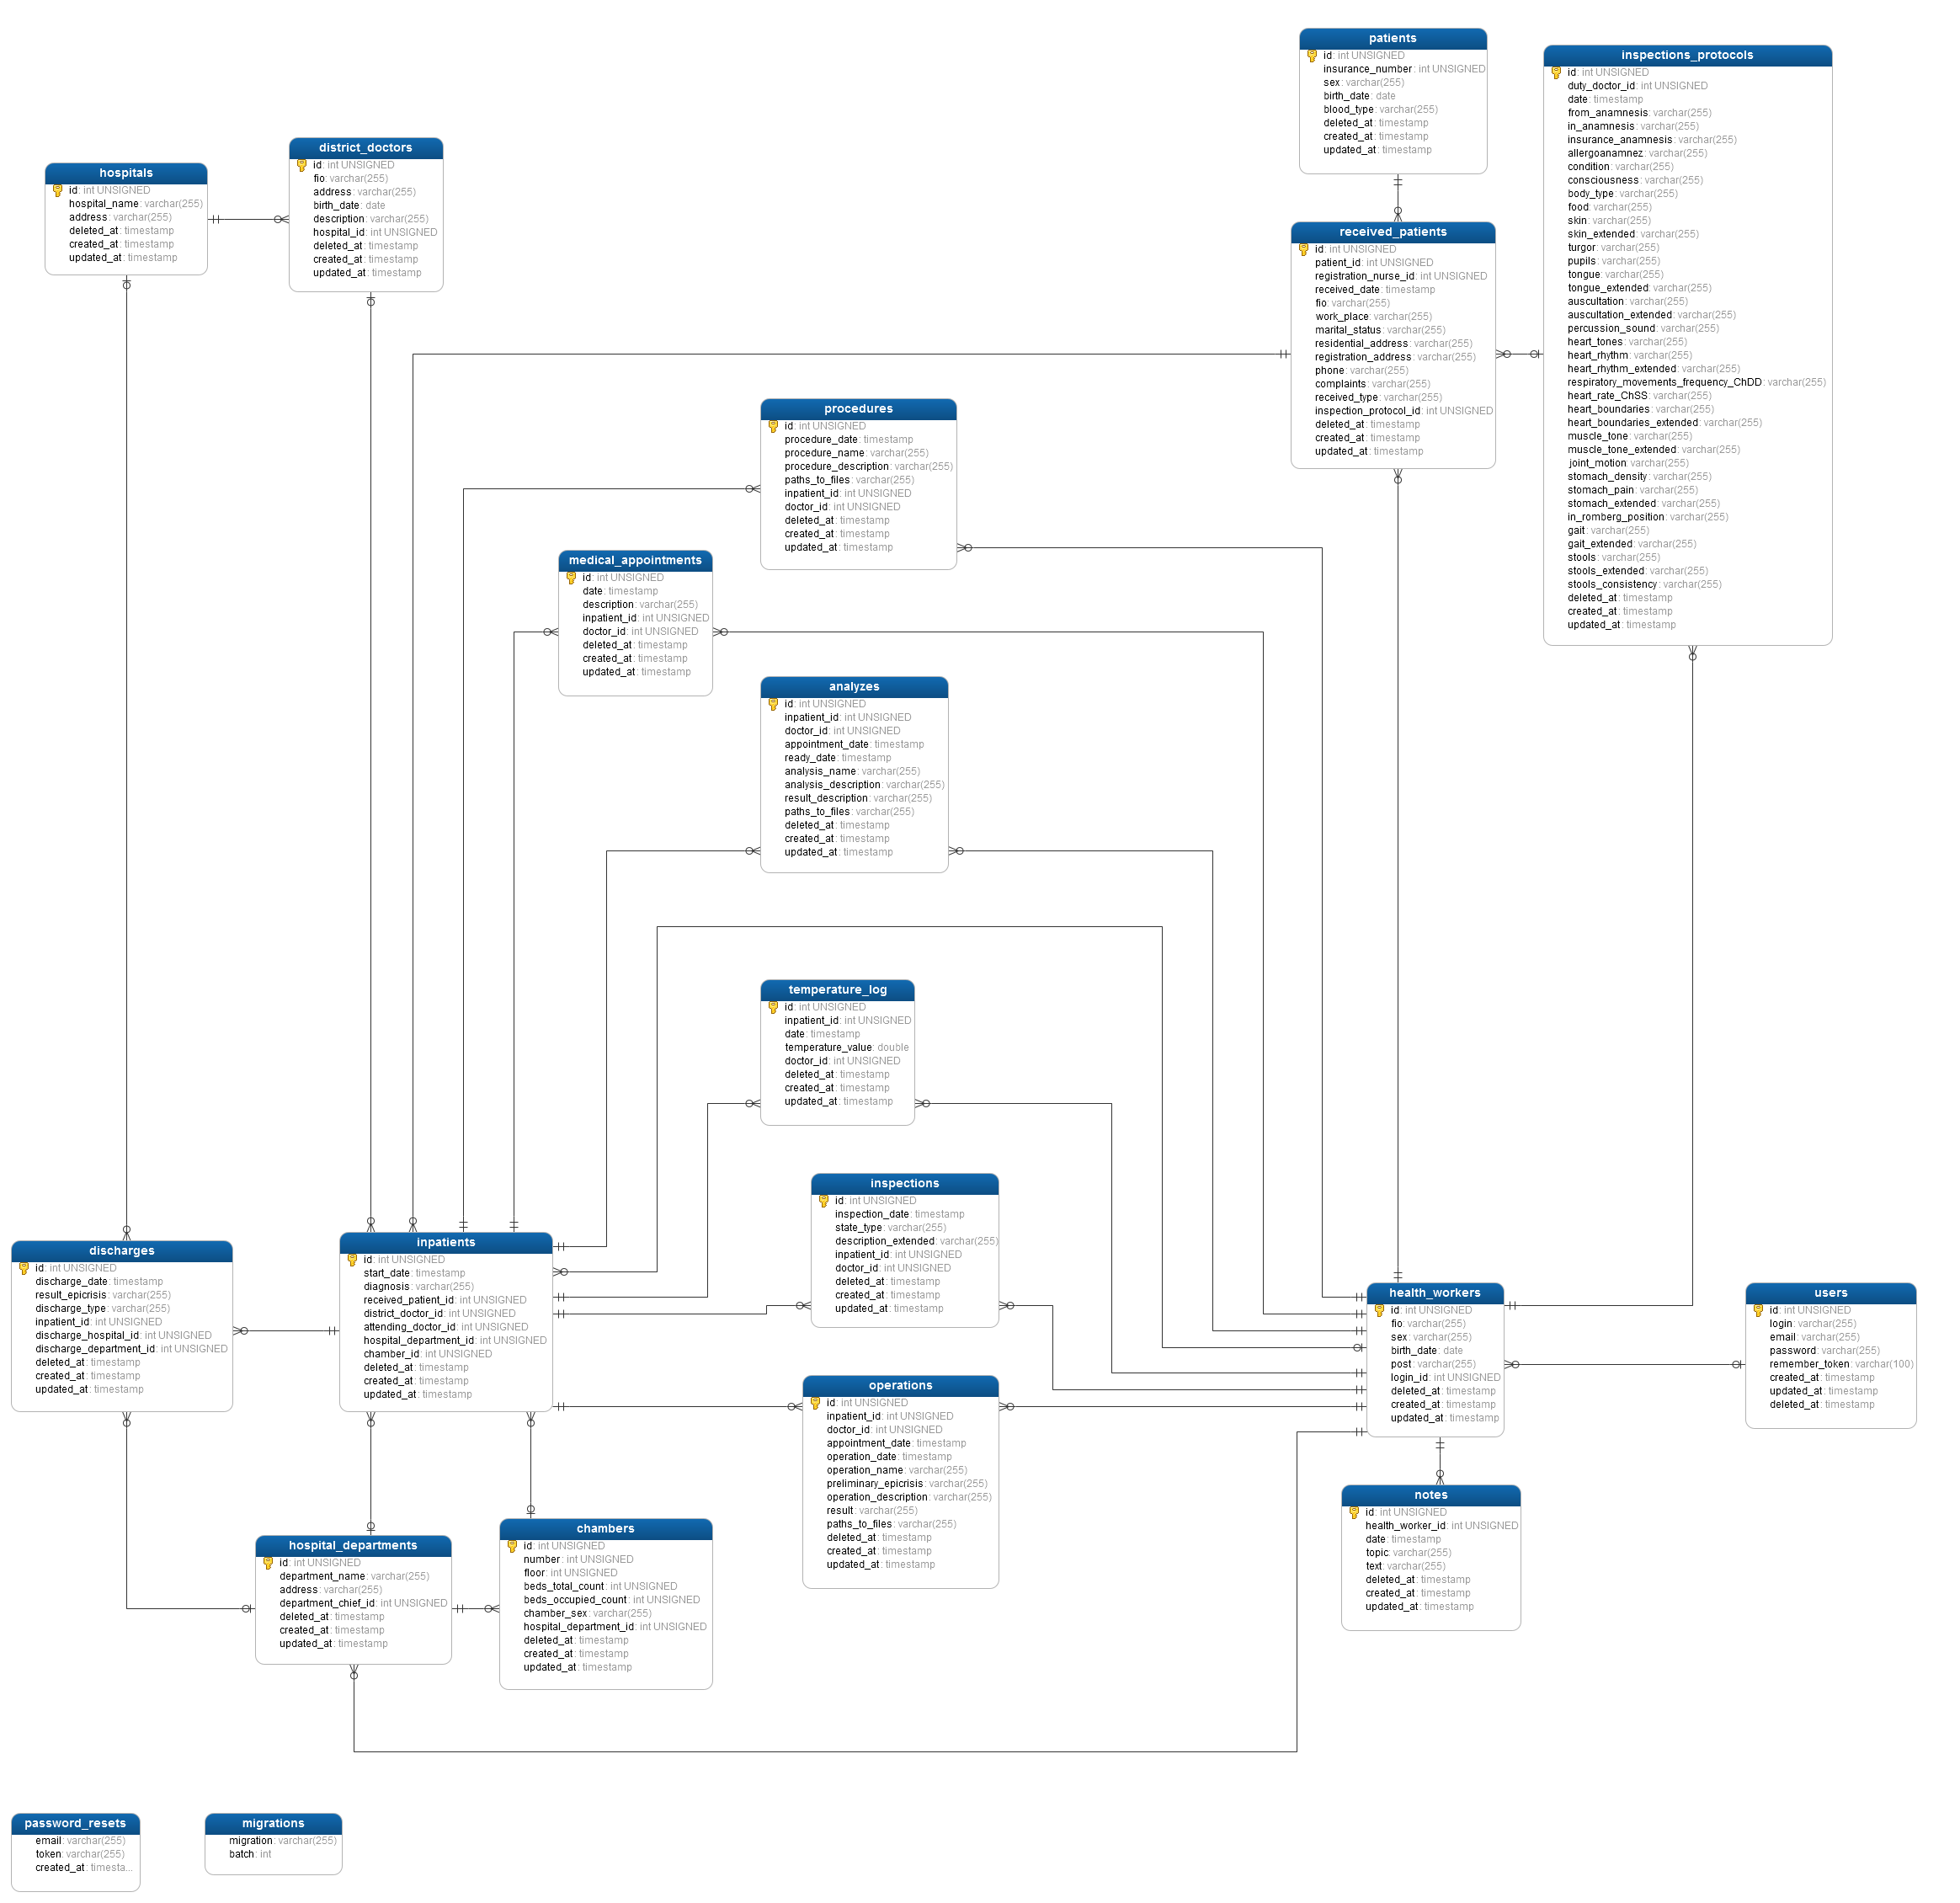 patients
id: int UNSIGNED
insurance_number: int UNSIGNED
sex: varchar(255)
birth_date: date
blood_type: varchar(255)
deleted_at: timestamp
created_at: timestamp
updated_at: timestamp
inspections_protocols
id: int UNSIGNED
duty_doctor_id: int UNSIGNED
date: timestamp
from_anamnesis: varchar(255)
in_anamnesis: varchar(255)
insurance_anamnesis: varchar(255)
allergoanamnez: varchar(255)
condition: varchar(255)
consciousness: varchar(255)
body_type: varchar(255)
food: varchar(255)
skin: varchar(255)
skin_extended: varchar(255)
turgor: varchar(255)
pupils: varchar(255)
tongue: varchar(255)
tongue_extended: varchar(255)
auscultation: varchar(255)
auscultation_extended: varchar(255)
percussion_sound: varchar(255)
heart_tones: varchar(255)
heart_rhythm: varchar(255)
heart_rhythm_extended: varchar(255)
respiratory_movements_frequency_ChDD: varchar(255)
heart_rate_ChSS: varchar(255)
heart_boundaries: varchar(255)
heart_boundaries_extended: varchar(255)
muscle_tone: varchar(255)
muscle_tone_extended: varchar(255)
joint_motion: varchar(255)
stomach_density: varchar(255)
stomach_pain: varchar(255)
stomach_extended: varchar(255)
in_romberg_position: varchar(255)
gait: varchar(255)
gait_extended: varchar(255)
stools: varchar(255)
stools_extended: varchar(255)
stools_consistency: varchar(255)
deleted_at: timestamp
created_at: timestamp
updated_at: timestamp
district_doctors
id: int UNSIGNED
fio: varchar(255)
address: varchar(255)
birth_date: date
description: varchar(255)
hospital_id: int UNSIGNED
deleted_at: timestamp
created_at: timestamp
updated_at: timestamp
hospitals
id: int UNSIGNED
hospital_name: varchar(255)
address: varchar(255)
deleted_at: timestamp
created_at: timestamp
updated_at: timestamp
received_patients
id: int UNSIGNED
patient_id: int UNSIGNED
registration_nurse_id: int UNSIGNED
received_date: timestamp
fio: varchar(255)
work_place: varchar(255)
marital_status: varchar(255)
residential_address: varchar(255)
registration_address: varchar(255)
phone: varchar(255)
complaints: varchar(255)
received_type: varchar(255)
inspection_protocol_id: int UNSIGNED
deleted_at: timestamp
created_at: timestamp
updated_at: timestamp
procedures
id: int UNSIGNED
procedure_date: timestamp
procedure_name: varchar(255)
procedure_description: varchar(255)
paths_to_files: varchar(255)
inpatient_id: int UNSIGNED
doctor_id: int UNSIGNED
deleted_at: timestamp
created_at: timestamp
updated_at: timestamp
medical_appointments
id: int UNSIGNED
date: timestamp
description: varchar(255)
inpatient_id: int UNSIGNED
doctor_id: int UNSIGNED
deleted_at: timestamp
created_at: timestamp
updated_at: timestamp
analyzes
id: int UNSIGNED
inpatient_id: int UNSIGNED
doctor_id: int UNSIGNED
appointment_date: timestamp
ready_date: timestamp
analysis_name: varchar(255)
analysis_description: varchar(255)
result_description: varchar(255)
paths_to_files: varchar(255)
deleted_at: timestamp
created_at: timestamp
updated_at: timestamp
temperature_log
id: int UNSIGNED
inpatient_id: int UNSIGNED
date: timestamp
temperature_value: double
doctor_id: int UNSIGNED
deleted_at: timestamp
created_at: timestamp
updated_at: timestamp
inspections
id: int UNSIGNED
inspection_date: timestamp
state_type: varchar(255)
description_extended: varchar(255)
inpatient_id: int UNSIGNED
doctor_id: int UNSIGNED
deleted_at: timestamp
created_at: timestamp
updated_at: timestamp
discharges
id: int UNSIGNED
discharge_date: timestamp
result_epicrisis: varchar(255)
discharge_type: varchar(255)
inpatient_id: int UNSIGNED
discharge_hospital_id: int UNSIGNED
discharge_department_id: int UNSIGNED
deleted_at: timestamp
created_at: timestamp
updated_at: timestamp
inpatients
id: int UNSIGNED
start_date: timestamp
diagnosis: varchar(255)
received_patient_id: int UNSIGNED
district_doctor_id: int UNSIGNED
attending_doctor_id: int UNSIGNED
hospital_department_id: int UNSIGNED
chamber_id: int UNSIGNED
deleted_at: timestamp
created_at: timestamp
updated_at: timestamp
health_workers
id: int UNSIGNED
fio: varchar(255)
sex: varchar(255)
birth_date: date
post: varchar(255)
login_id: int UNSIGNED
deleted_at: timestamp
created_at: timestamp
updated_at: timestamp
users
id: int UNSIGNED
login: varchar(255)
email: varchar(255)
password: varchar(255)
remember_token: varchar(100)
created_at: timestamp
updated_at: timestamp
deleted_at: timestamp
operations
id: int UNSIGNED
inpatient_id: int UNSIGNED
doctor_id: int UNSIGNED
appointment_date: timestamp
operation_date: timestamp
operation_name: varchar(255)
preliminary_epicrisis: varchar(255)
operation_description: varchar(255)
result: varchar(255)
paths_to_files: varchar(255)
deleted_at: timestamp
created_at: timestamp
updated_at: timestamp
notes
id: int UNSIGNED
health_worker_id: int UNSIGNED
date: timestamp
topic: varchar(255)
text: varchar(255)
deleted_at: timestamp
created_at: timestamp
updated_at: timestamp
hospital_departments
id: int UNSIGNED
department_name: varchar(255)
address: varchar(255)
department_chief_id: int UNSIGNED
deleted_at: timestamp
created_at: timestamp
updated_at: timestamp
chambers
id: int UNSIGNED
number: int UNSIGNED
floor: int UNSIGNED
beds_total_count: int UNSIGNED
beds_occupied_count: int UNSIGNED
chamber_sex: varchar(255)
hospital_department_id: int UNSIGNED
deleted_at: timestamp
created_at: timestamp
updated_at: timestamp
password_resets
email: varchar(255)
token: varchar(255)
created_at: timesta...
migrations
migration: varchar(255)
batch: int